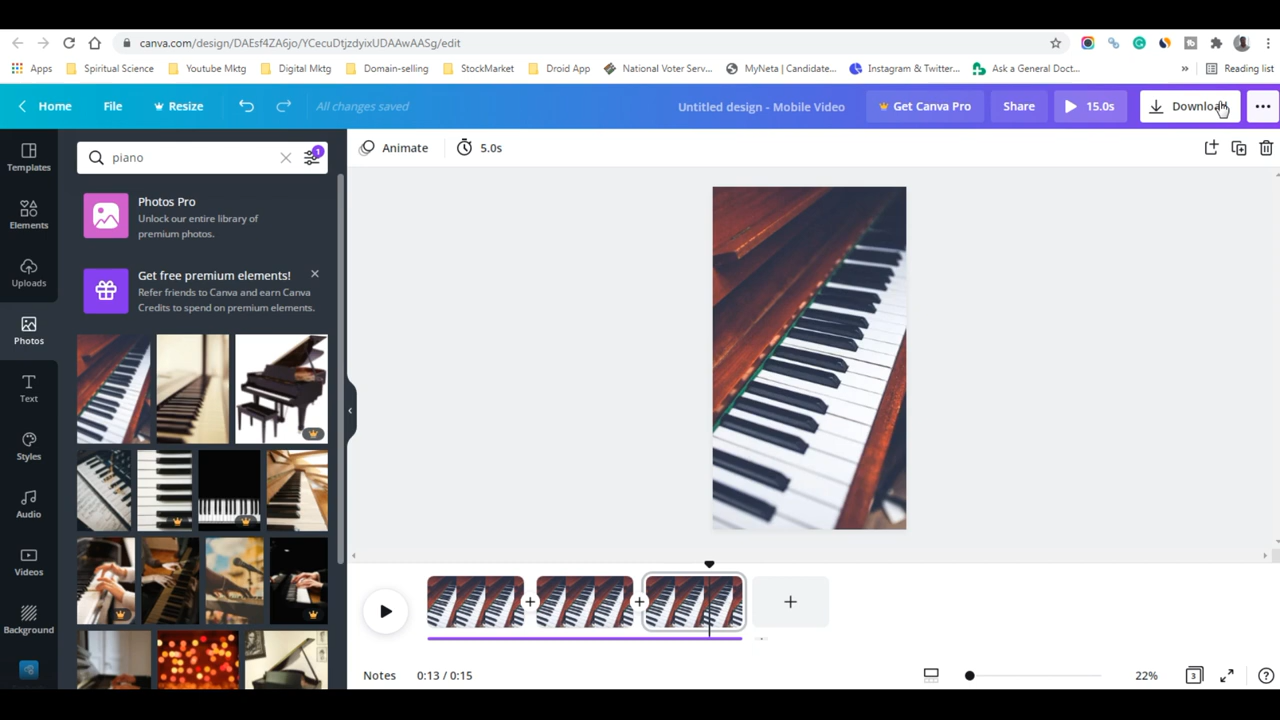 canva.com/design/DAEsf4ZA6jo/YCecuDtjzdyixUDAAwAASg/edit
Apps Spiritual Science Youtube Mktg Digital Mktg Domain-selling StockMarket Droid App National Voter Serv... MyNeta | Candidate... Instagram & Twitter... Ask a General Doct... » Reading list
Home File Resize All changes saved Untitled design - Mobile Video Get Canva Pro Share 15.0s Download
Templates
Elements
Uploads
Photos
Text
Styles
Audio
Videos
Background
piano
1
Photos Pro
Unlock our entire library of
premium photos.
Get free premium elements!
Refer friends to Canva and earn Canva
Credits to spend on premium elements.
Animate 5.0s
Notes 0:13 / 0:15 22% 3